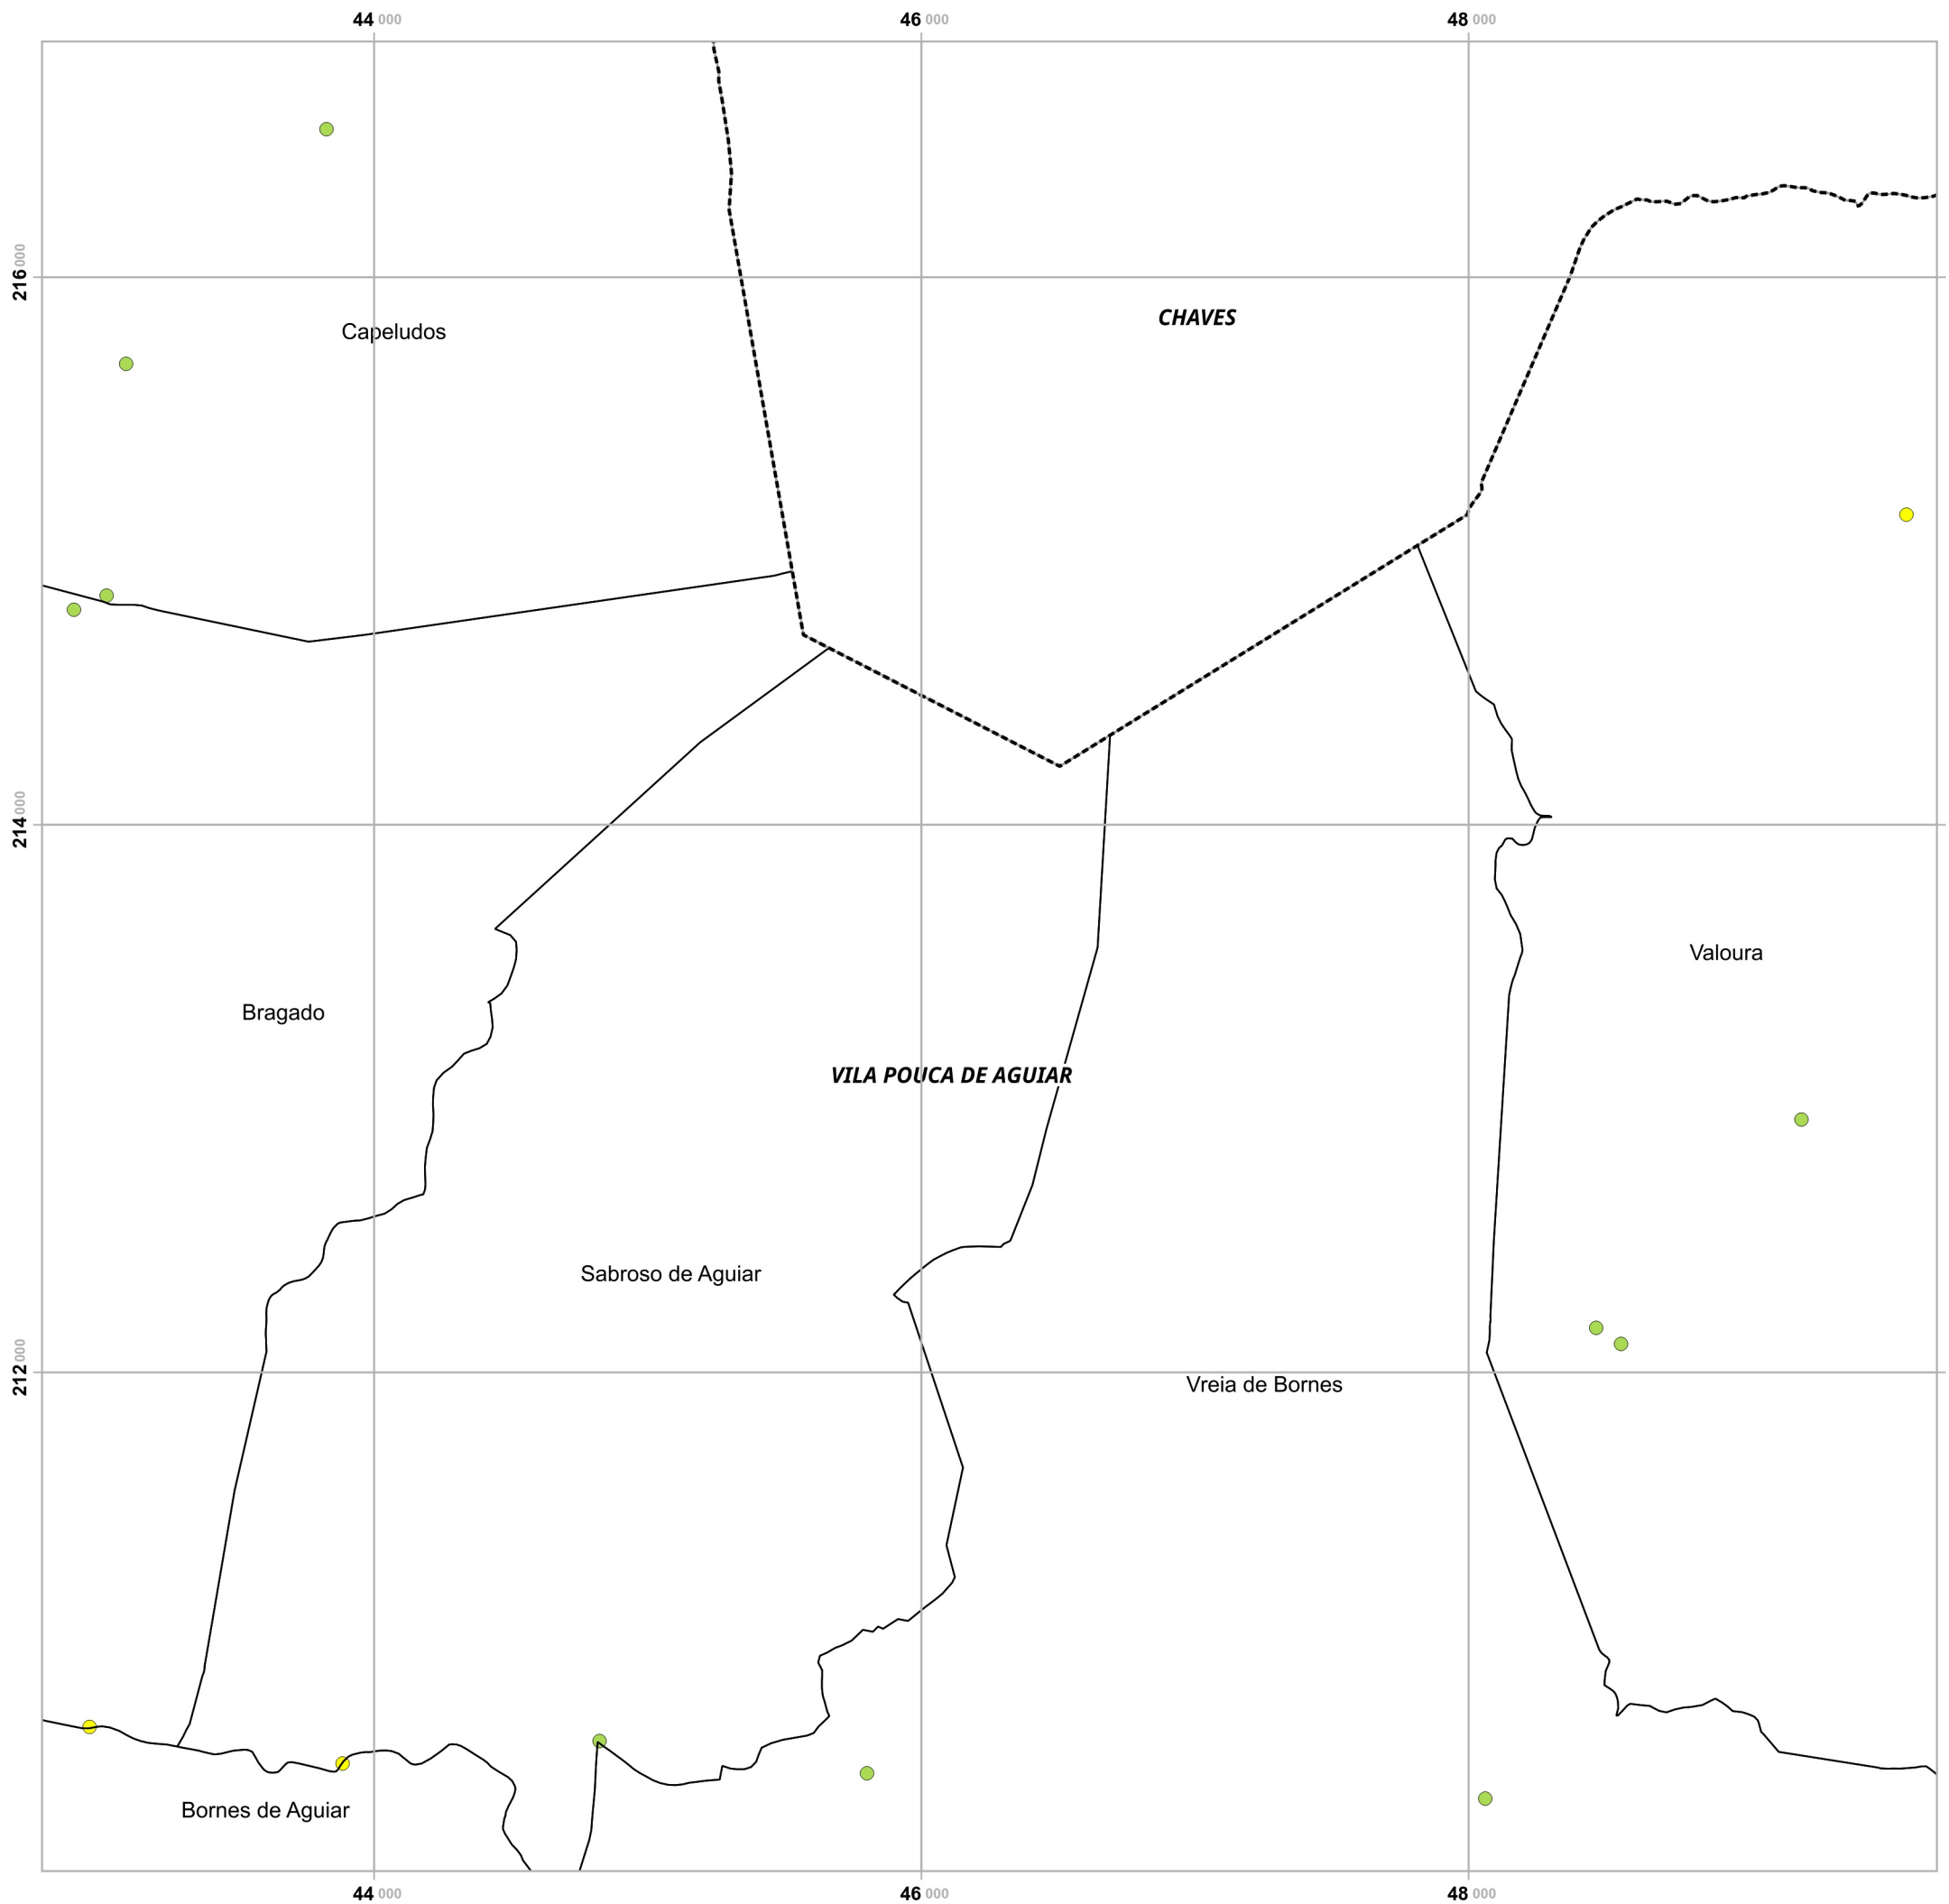 44 000 46 000 48 000
216 000
CHAVES
Capeludos
214 000
Valoura
Bragado
VILA POUCA DE AGUIAR
Sabroso de Aguiar
212 000
Vreia de Bornes
Bornes de Aguiar
44 000 46 000 48 000